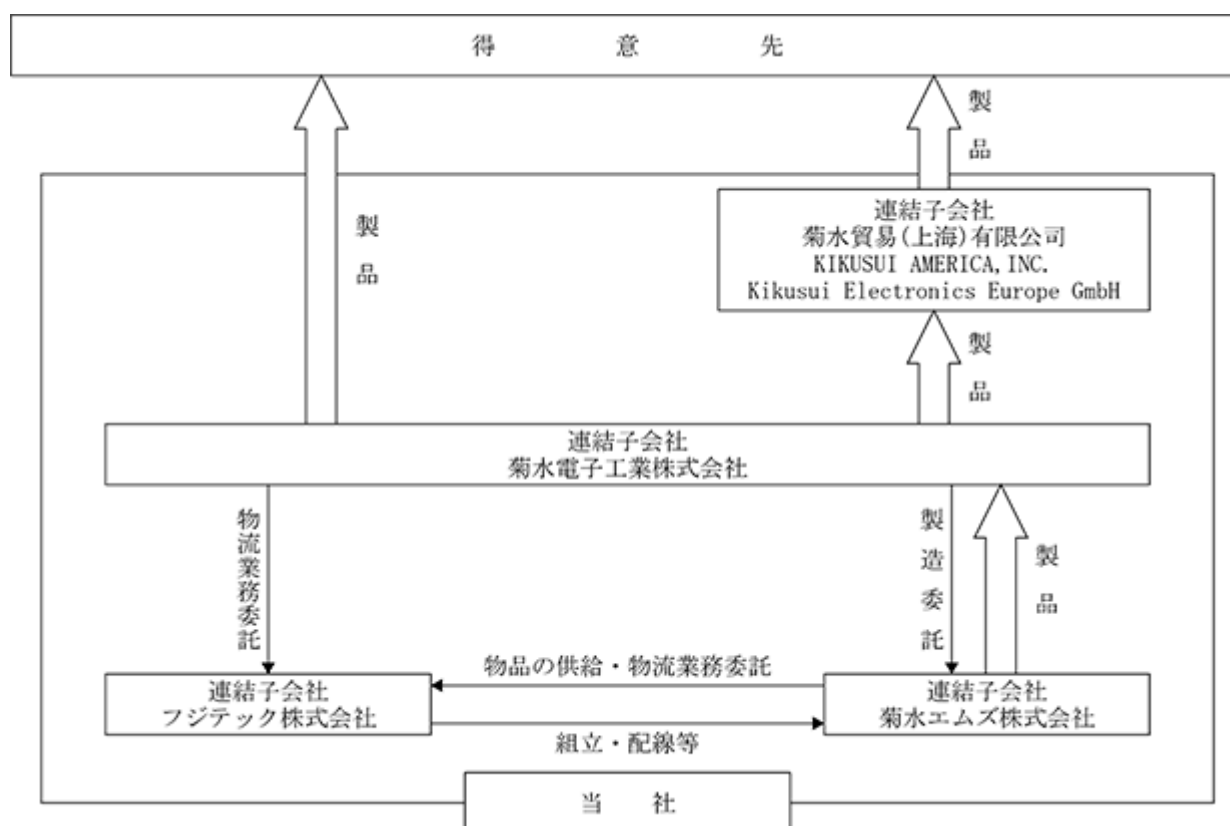 得意先
製品
製品
連結子会社
菊水貿易(上海)有限公司
KIKUSUI AMERICA,INC.
Kikusui Electronics Europe GmbH
製品
連結子会社
菊水電子工業株式会社
物流業務委託
製造委託
製品
物品の供給・物流業務委託
連結子会社
フジテック株式会社
連結子会社
菊水エムズ株式会社
組立・配線等
当社